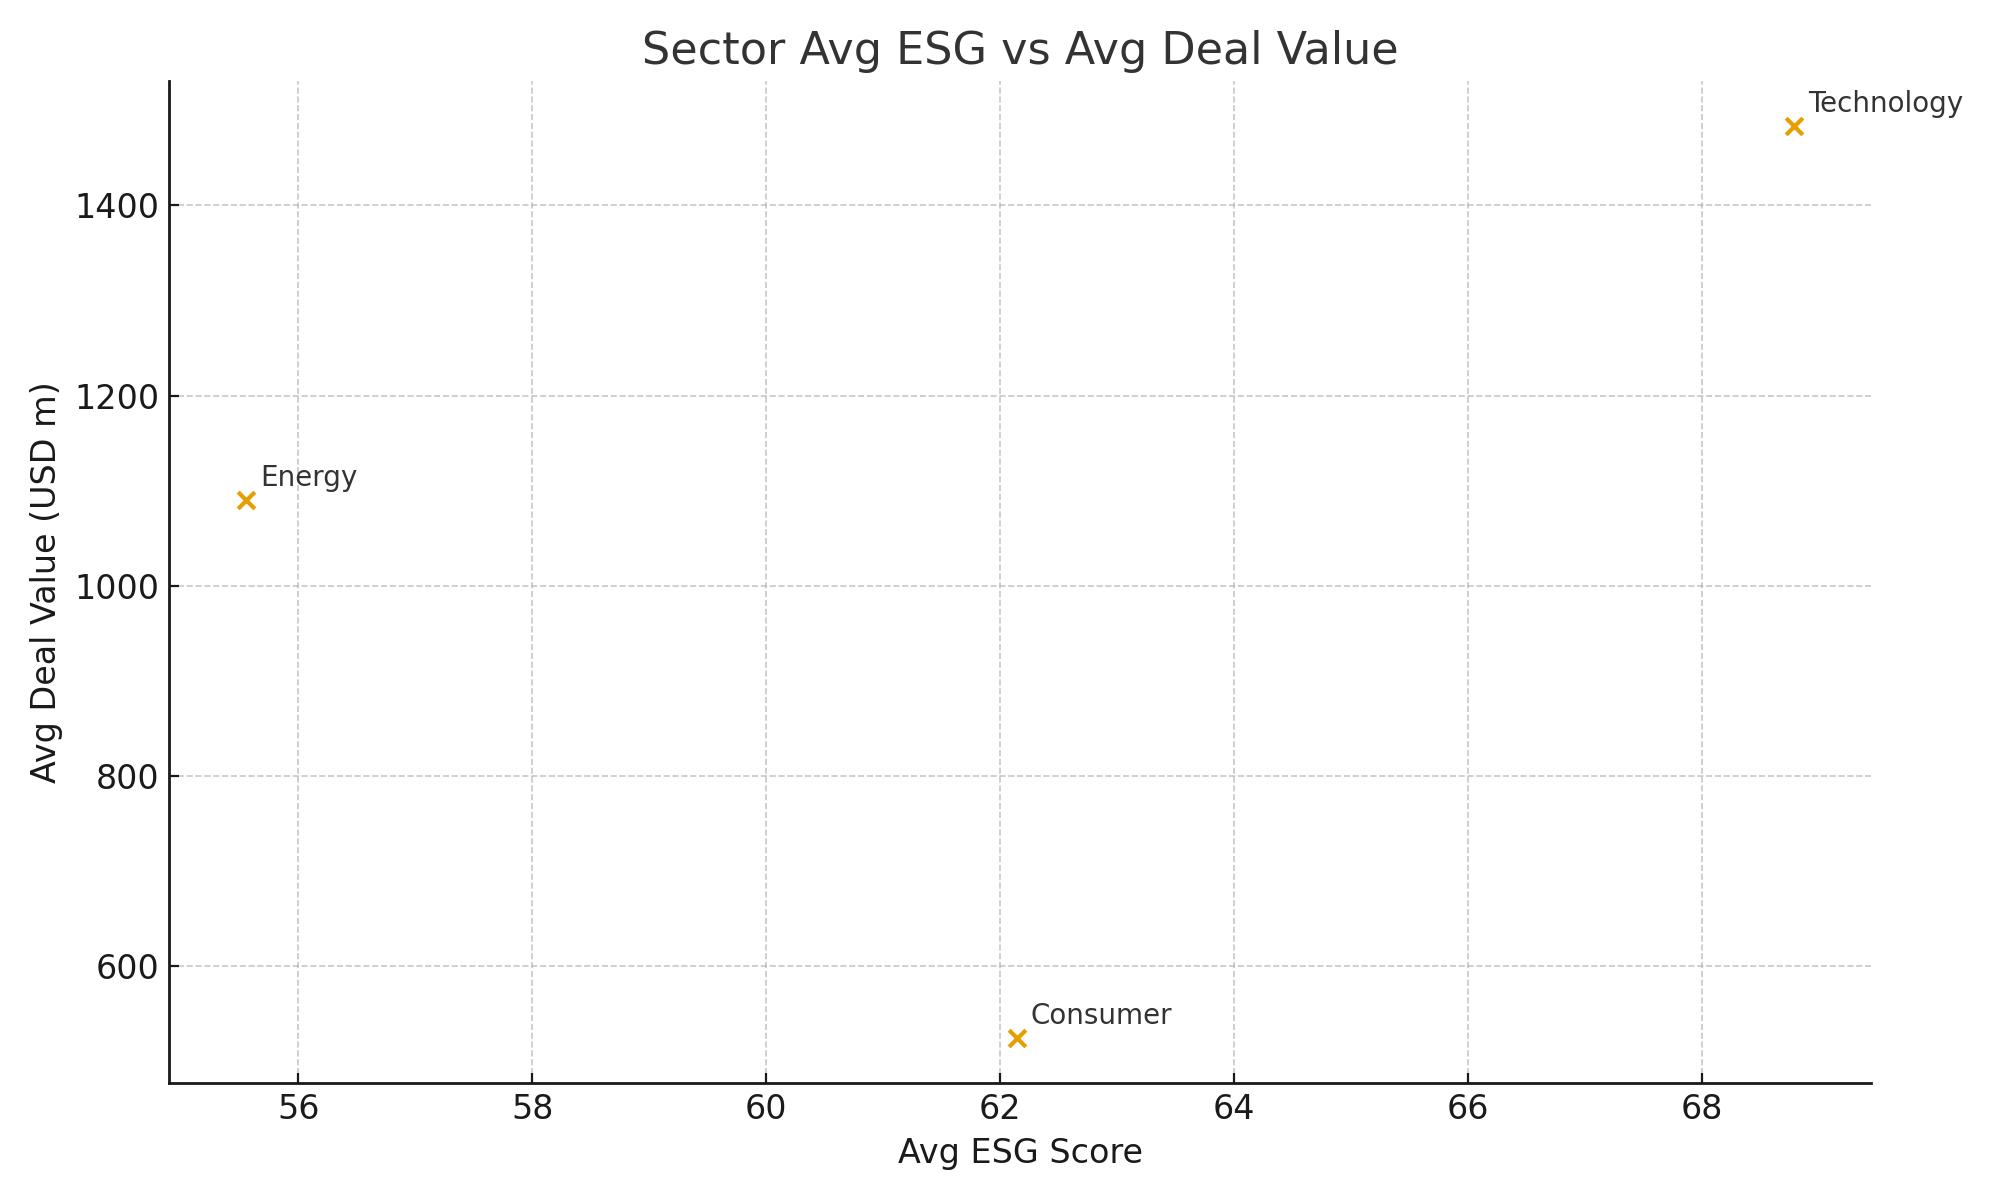 Sector Avg ESG vs Avg Deal Value
Technology
1400
1200
Energy
1000
800
600
Consumer
Avg Deal Value (USD m)
56 58 60 62 64 66 68
Avg ESG Score